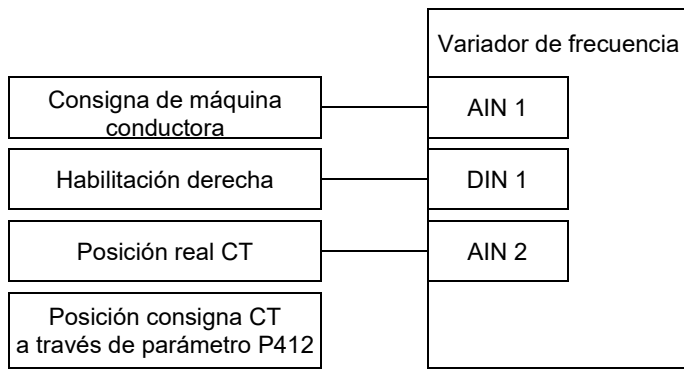 Variador de frecuencia
Consigna de máquina
conductora
AIN 1
Habilitación derecha
DIN 1
Posición real CT
AIN 2
Posición consigna CT
a través de parámetro P412